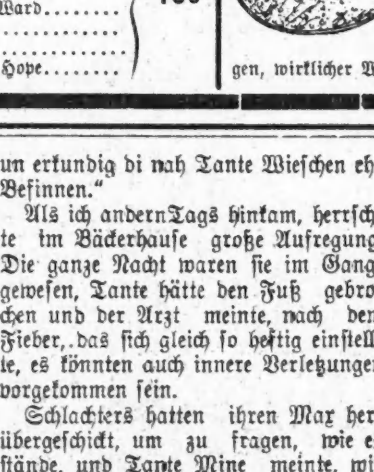 Ward........
Hope........
gen, wirklicher
un erkundig di nah Tante Wieschen eh
Besinnen.“
Als ich andern Tags hinkam, herrsch
te im Bäckerhause große Aufregung
Die ganze Nacht waren sie im Gang
gewesen, Tante hätte den Fuß gebro
chen und der Arzt meinte, nach dem
Fieber, das sich gleich so heftig einstell
te, es könnten auch innere Verletzunge
vorgekommen sein.
Schlachters hatten ihren Max her
übergeschickt, um zu fragen, wie e
stände, und Tante Mine meinte, wi